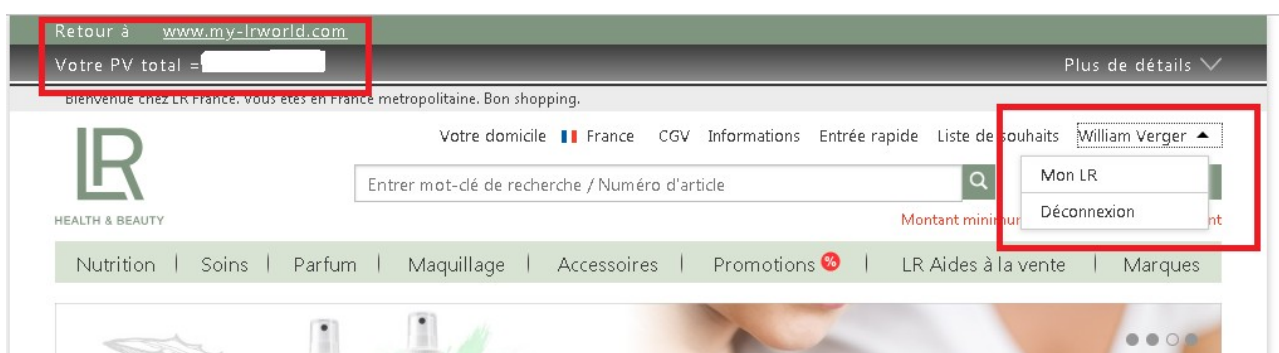 Retour à www.my-lrworld.com
Votre PV total = Plus de détails
Bienvenue chez LR France. Vous êtes en France metropolitaine. Bon shopping.
Votre domicile France CGV Informations Entrée rapide Liste de souhaits William Verger
LR
Entrer mot-clé de recherche / Numéro d'article
Mon LR
HEALTH & BEAUTY
Montant minimum
Déconnexion
Nutrition | Soins | Parfum | Maquillage | Accessoires | Promotions % | LR Aides à la vente | Marques